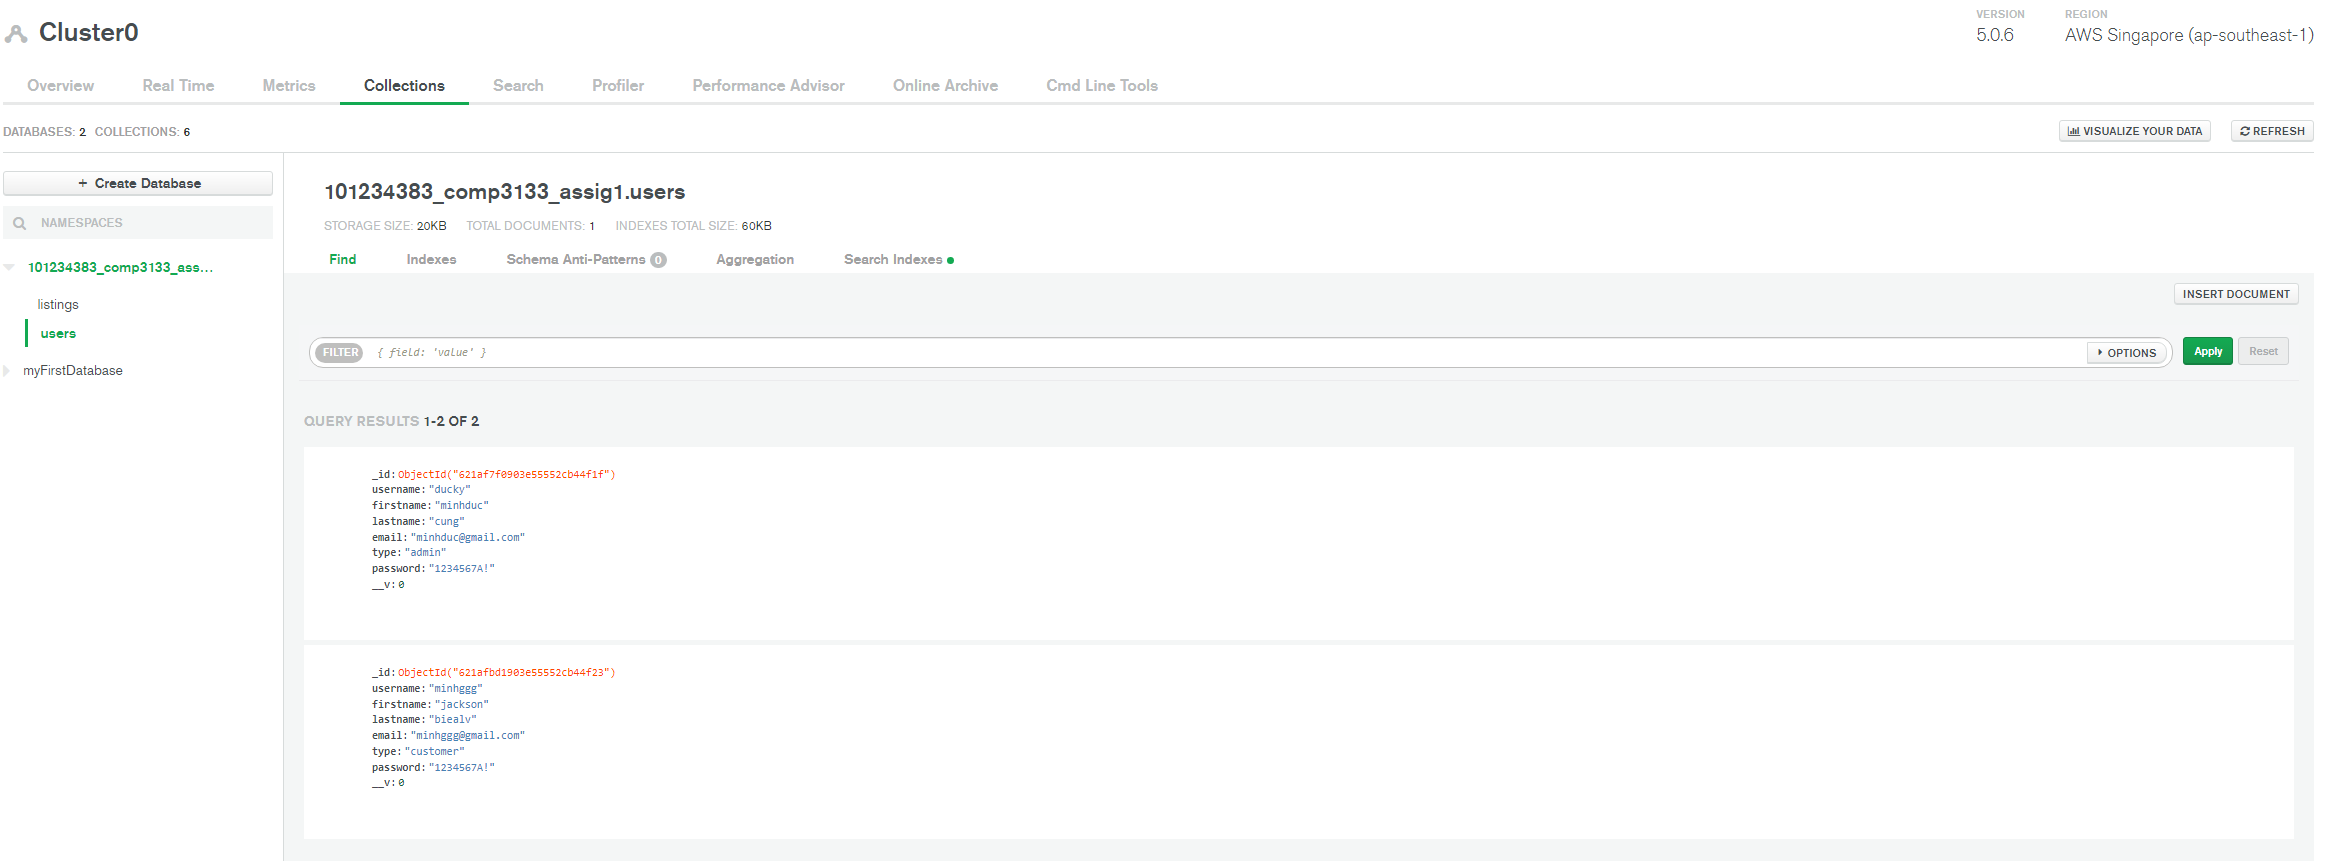 Cluster0
VERSION
5.0.6
REGION
AWS Singapore (ap-southeast-1)
Overview Real Time Metrics Collections Search Profiler Performance Advisor Online Archive Cmd Line Tools
DATABASES: 2 COLLECTIONS: 6
VISUALIZE YOUR DATA REFRESH
+ Create Database
NAMESPACES
101234383_comp3133_ass...
listings
users
myFirstDatabase
101234383_comp3133_assig1.users
STORAGE SIZE: 20KB TOTAL DOCUMENTS: 1 INDEXES TOTAL SIZE: 60KB
Find Indexes Schema Anti-Patterns 0 Aggregation Search Indexes
INSERT DOCUMENT
FILTER { field: 'value' } OPTIONS Apply Reset
QUERY RESULTS 1-2 OF 2
_id: ObjectId("621af7f0903e55552cb44f1f")
username: "ducky"
firstname: "minhduc"
lastname: "cung"
email: "minhduc@gmail.com"
type: "admin"
password: "1234567A!"
__v: 0
_id: ObjectId("621afbd1903e55552cb44f23")
username: "minhggg"
firstname: "jackson"
lastname: "biealv"
email: "minhggg@gmail.com"
type: "customer"
password: "1234567A!"
__v: 0